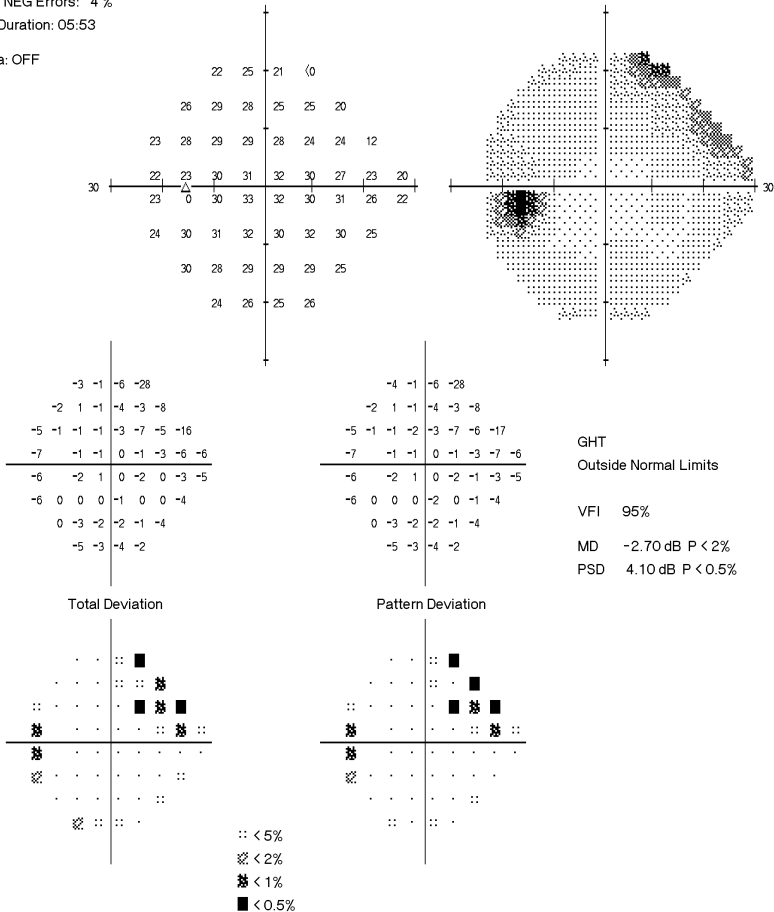 NEG Errors: 4 %
Duration: 05:53
a: OFF
22 25 21 <0
26 29 28 25 25 20
23 28 29 29 28 24 24 12
22 23 30 31 32 30 27 23 20
30 30
23 0 30 33 32 30 31 26 22
24 30 31 32 30 32 30 25
30 28 29 29 29 25
24 26 25 26
-3 -1 -6 -28 -4 -1 -6 -28
-2 1 -1 -4 -3 -8 -2 1 -1 -4 -3 -8
-5 -1 -1 -1 -3 -7 -5 -16 -5 -1 -1 -2 -3 -7 -6 -17
-7 -1 -1 0 -1 -3 -6 -6 -7 -1 -1 0 -1 -3 -7 -6
-6 -2 1 0 -2 0 -3 -5 -6 -2 1 0 -2 -1 -3 -5
-6 0 0 0 -1 0 0 -4 -6 0 0 0 -2 0 -1 -4
0 -3 -2 -2 -1 -4 0 -3 -2 -2 -1 -4
-5 -3 -4 -2 -5 -3 -4 -2
GHT
Outside Normal Limits
VFI 95%
MD -2.70 dB P < 2%
PSD 4.10 dB P < 0.5%
Total Deviation Pattern Deviation
< 5%
< 2%
< 1%
< 0.5%